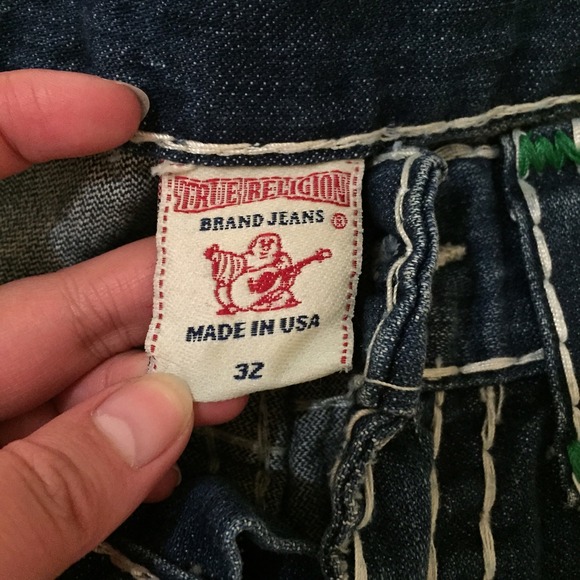 TRUE RELIGION
BRAND JEANS ®
MADE IN USA
32